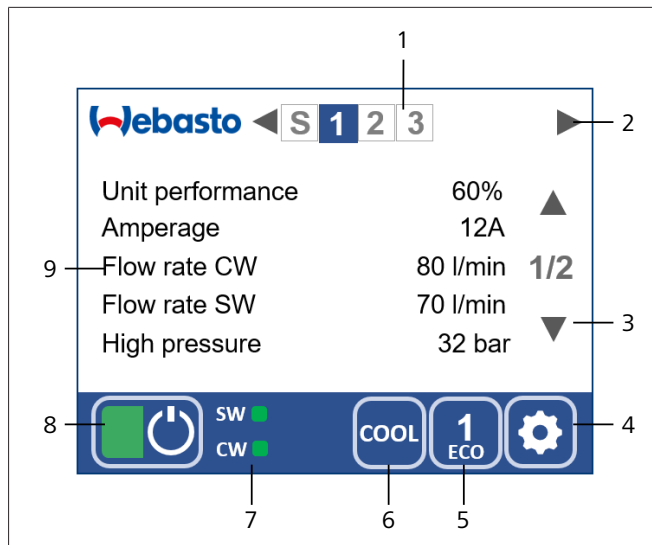 1
Webasto S 1 2 3
2
Unit performance 60%
Amperage 12A
9 Flow rate CW 80 l/min 1/2
Flow rate SW 70 l/min
3
High pressure 32 bar
8 SW COOL 1 ECO 4
CW
7 6 5